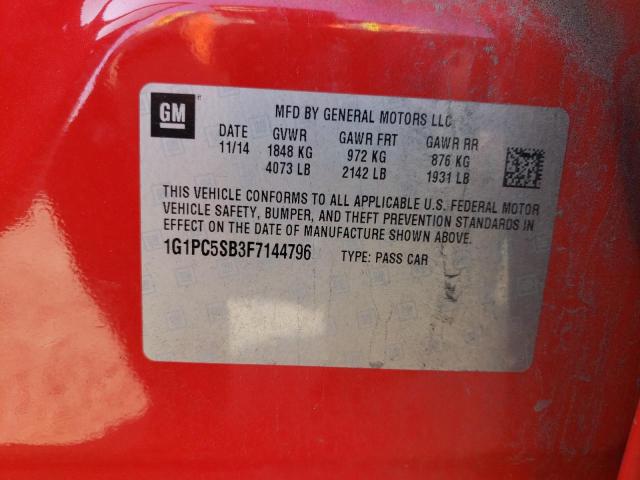 GM
MFD BY GENERAL MOTORS LLC
DATE GVWR GAWR FRT GAWR RR
11/14 1848 KG 972 KG 876 KG
4073 LB 2142 LB 1931 LB
THIS VEHICLE CONFORMS TO ALL APPLICABLE U.S. FEDERAL MOTOR
VEHICLE SAFETY, BUMPER, AND THEFT PREVENTION STANDARDS IN
EFFECT ON THE DATE OF MANUFACTURE SHOWN ABOVE.
1G1PC5SB3F7144796 TYPE: PASS CAR